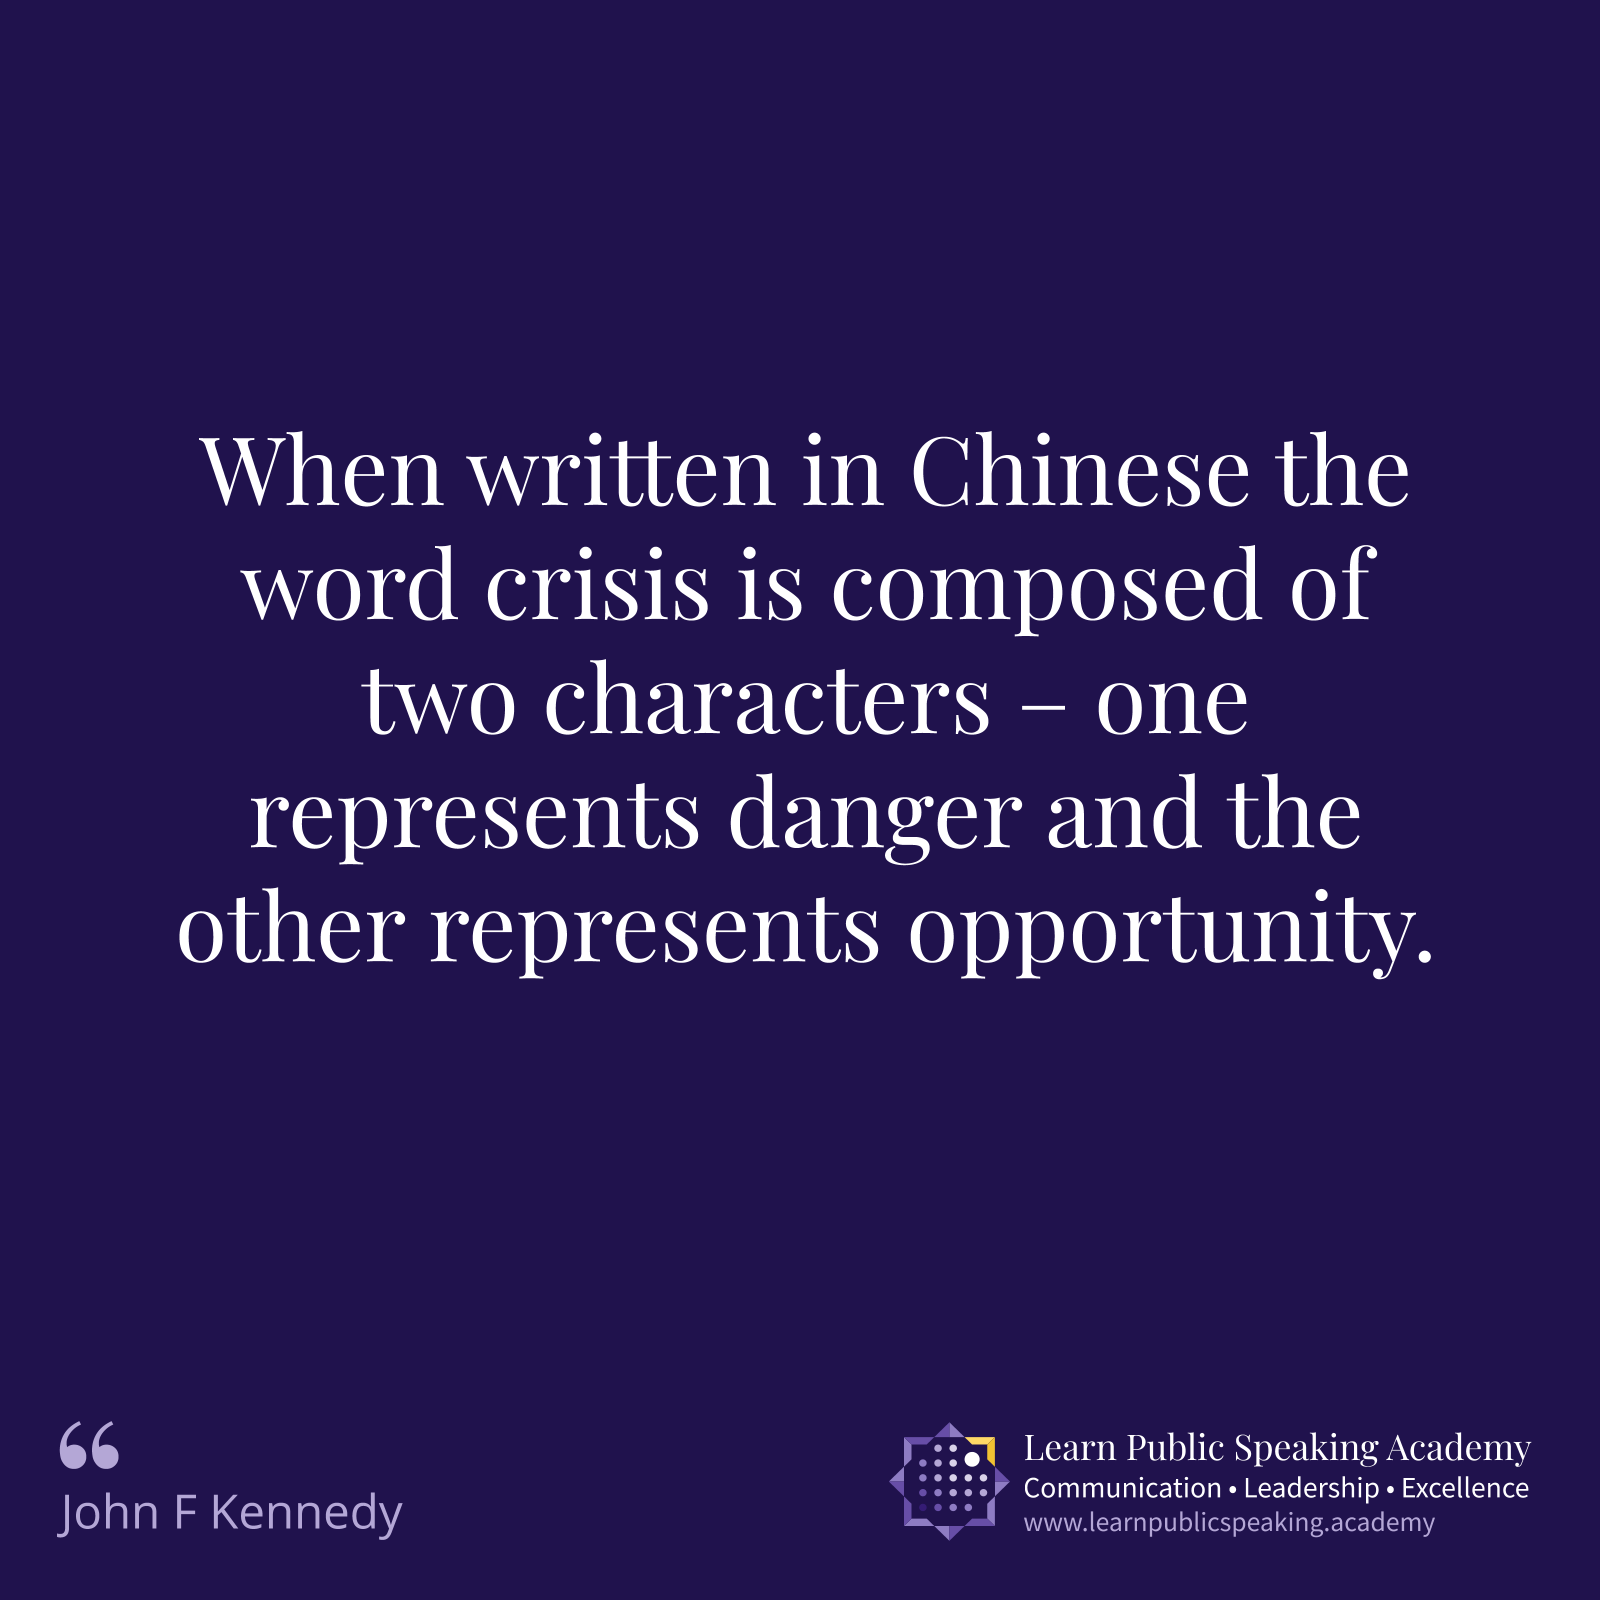 When written in Chinese the
word crisis is composed of
two characters – one
represents danger and the
other represents opportunity.
“
John F Kennedy
Learn Public Speaking Academy
Communication • Leadership • Excellence
www.learnpublicspeaking.academy